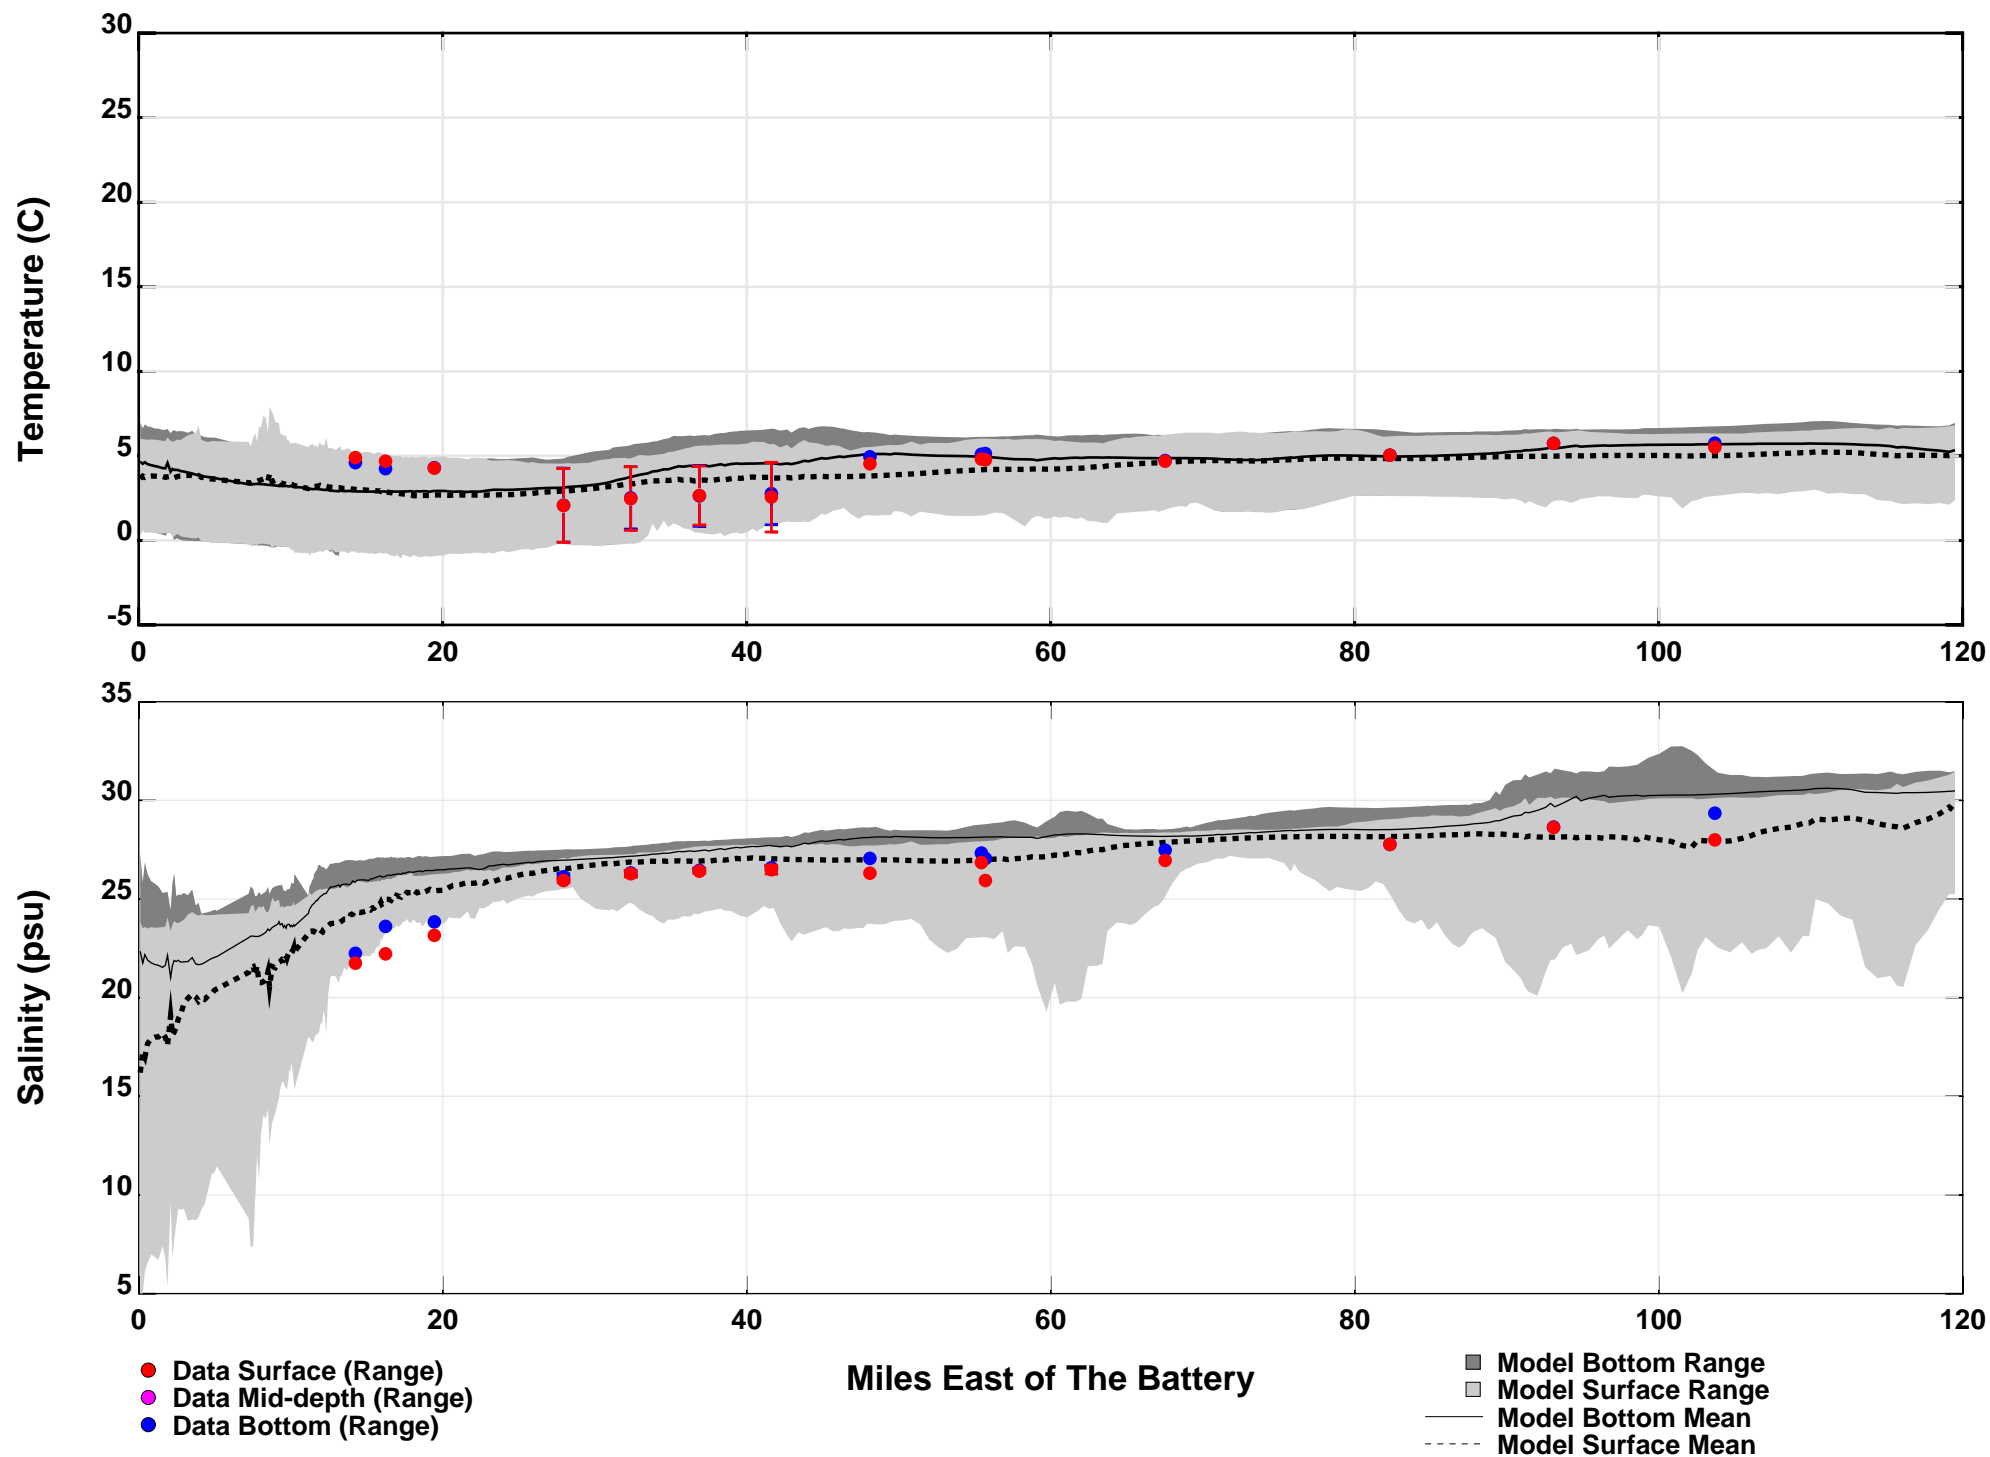 30
25
20
15
10
5
0
-5
Temperature (C)
0 20 40 60 80 100 120
35
30
25
20
15
10
5
Salinity (psu)
0 20 40 60 80 100 120
Miles East of The Battery
Data Surface (Range)
Data Mid-depth (Range)
Data Bottom (Range)
Model Bottom Range
Model Surface Range
Model Bottom Mean
Model Surface Mean